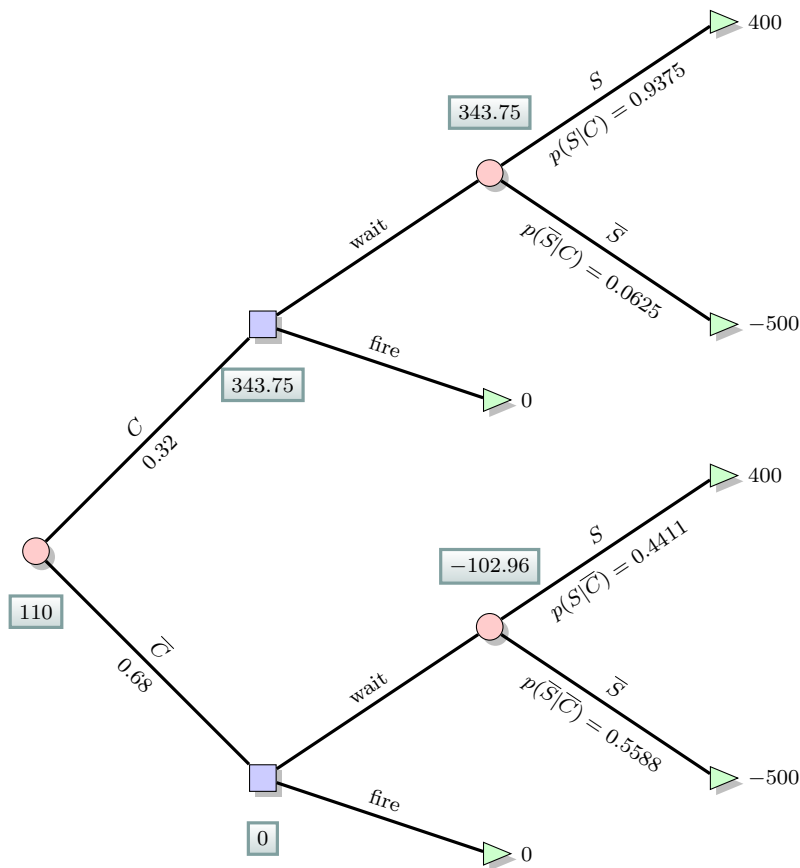 400
S
p(S|C) = 0.9375
343.75
S̅
p(S̅|C) = 0.0625
wait
−500
fire
343.75
0
C
0.32
400
S
p(S|C̅) = 0.4411
−102.96
110
C̅
0.68
S̅
p(S̅|C̅) = 0.5588
wait
−500
fire
0
0